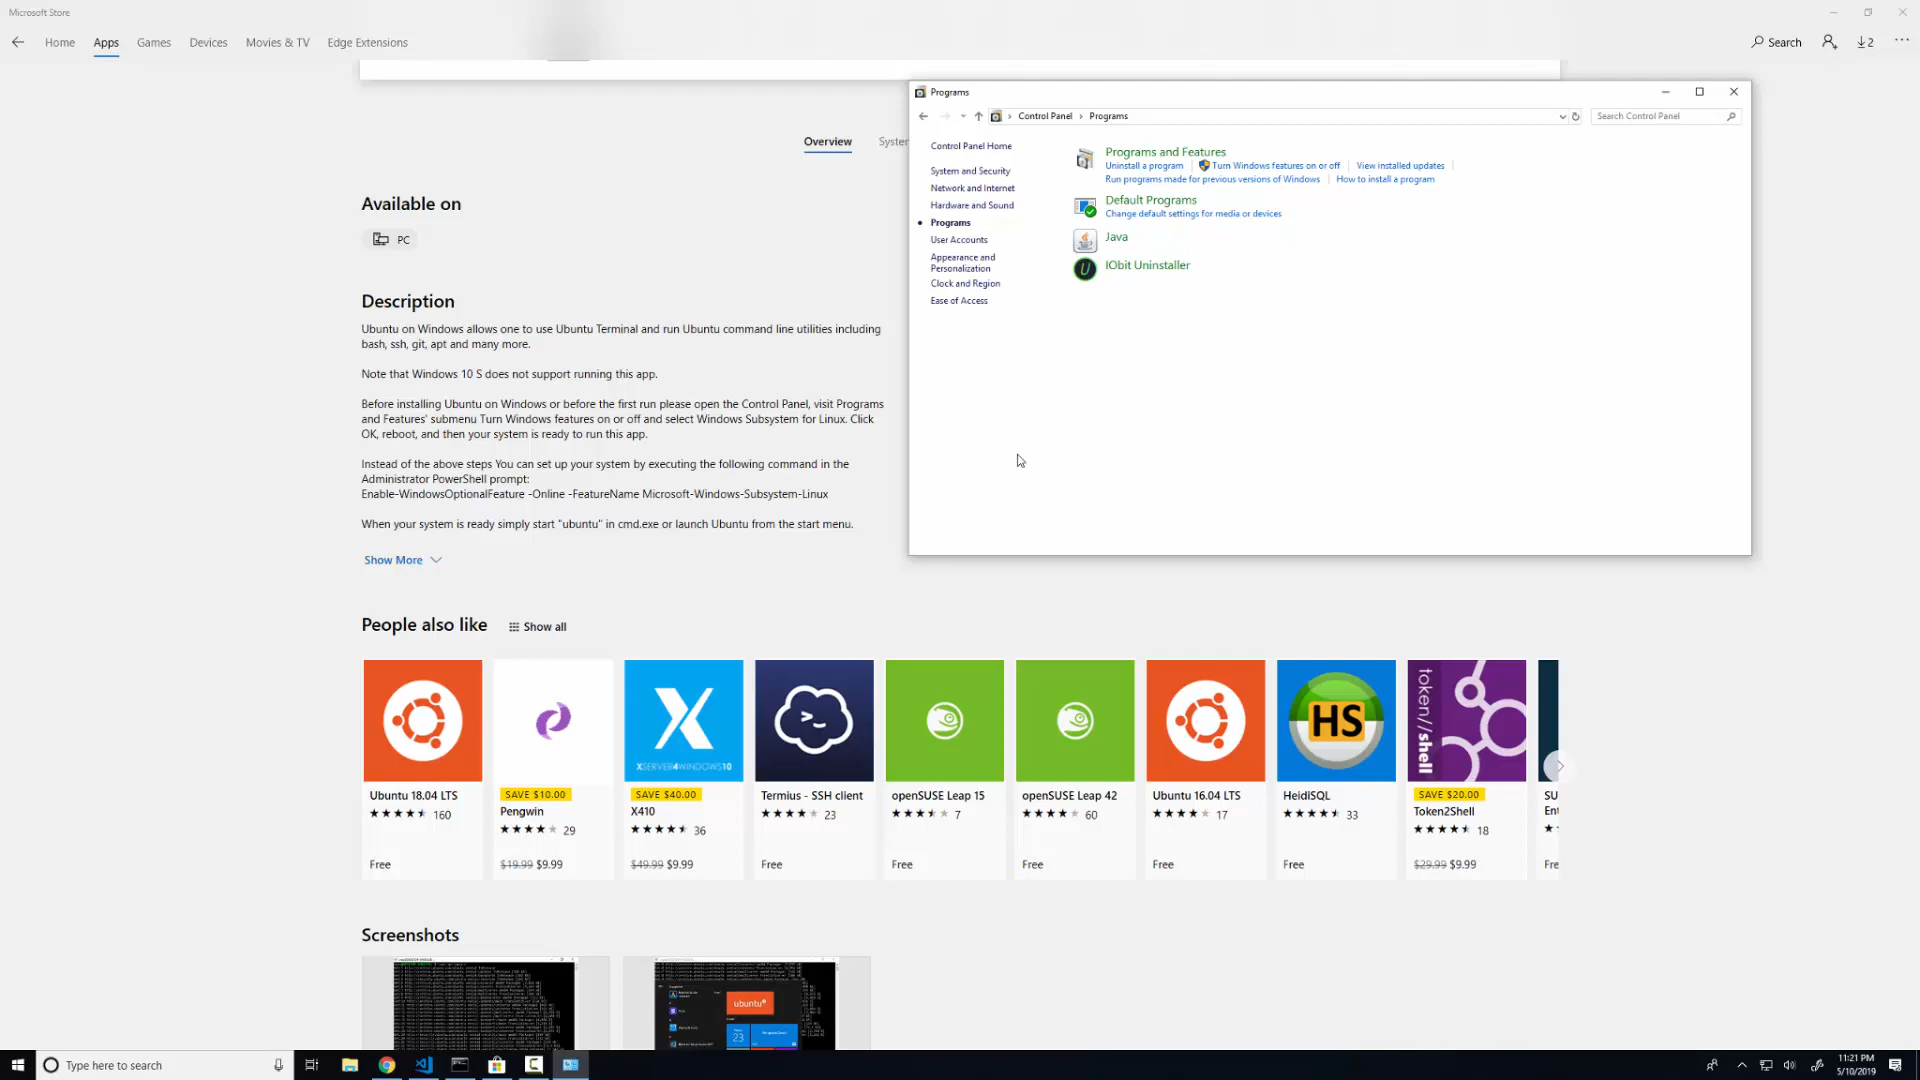 Microsoft Store
Home
Apps
Games
Devices
Movies & TV
Edge Extensions
Search
2
Programs
Control Panel
Programs
Search Control Panel
Control Panel Home
System and Security
Network and Internet
Hardware and Sound
Programs
User Accounts
Appearance and
Personalization
Clock and Region
Ease of Access
Programs and Features
Uninstall a program
Turn Windows features on or off
View installed updates
Run programs made for previous versions of Windows
How to install a program
Default Programs
Change default settings for media or devices
Java
IObit Uninstaller
Overview
System
Available on
PC
Description
Ubuntu on Windows allows one to use Ubuntu Terminal and run Ubuntu command line utilities including
bash, ssh, git, apt and many more.
Note that Windows 10 S does not support running this app.
Before installing Ubuntu on Windows or before the first run please open the Control Panel, visit Programs
and Features' submenu Turn Windows features on or off and select Windows Subsystem for Linux. Click
OK, reboot, and then your system is ready to run this app.
Instead of the above steps You can set up your system by executing the following command in the
Administrator PowerShell prompt:
Enable-WindowsOptionalFeature -Online -FeatureName Microsoft-Windows-Subsystem-Linux
When your system is ready simply start "ubuntu" in cmd.exe or launch Ubuntu from the start menu.
Show More
People also like
Show all
XSERVER4WINDOWS10
HS
token//shell
Ubuntu 18.04 LTS
160
Free
SAVE $10.00
Pengwin
29
$19.99 $9.99
SAVE $40.00
X410
36
$49.99 $9.99
Termius - SSH client
23
Free
openSUSE Leap 15
7
Free
openSUSE Leap 42
60
Free
Ubuntu 16.04 LTS
17
Free
HeidiSQL
33
Free
SAVE $20.00
Token2Shell
18
$29.99 $9.99
SU
Ent
Fre
Screenshots
ubuntu
23
Type here to search
11:21 PM
5/10/2019